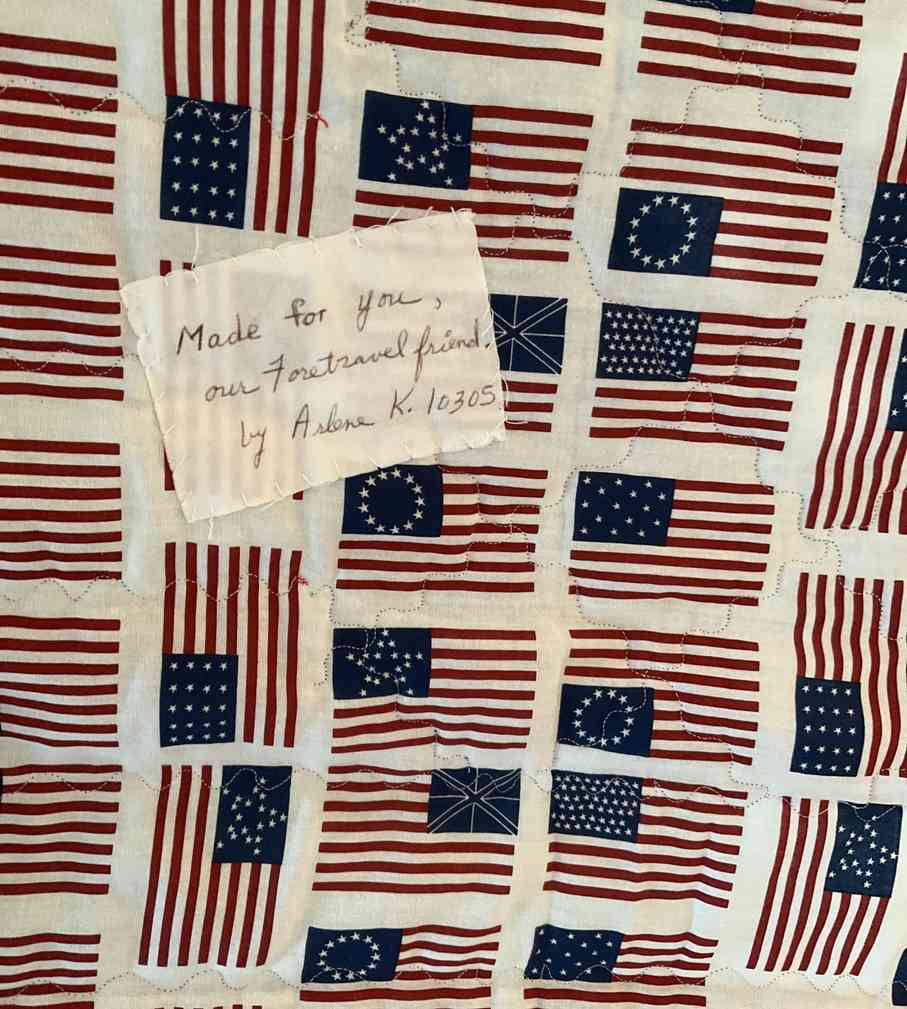 Made for you,
our Foretravel friend.
by Arlene K. 10305